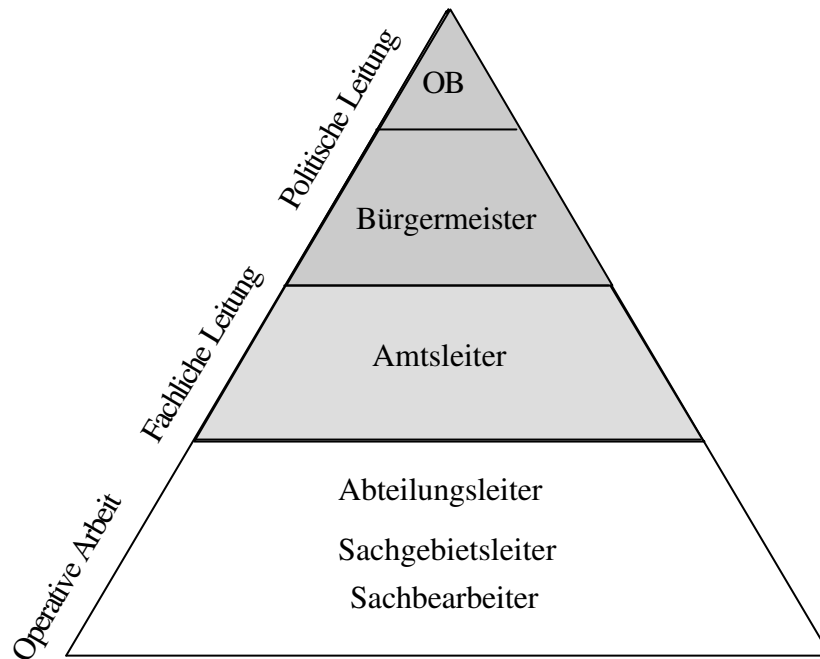 Politische Leitung
OB
Bürgermeister
Fachliche Leitung
Amtsleiter
Operative Arbeit
Abteilungsleiter
Sachgebietsleiter
Sachbearbeiter